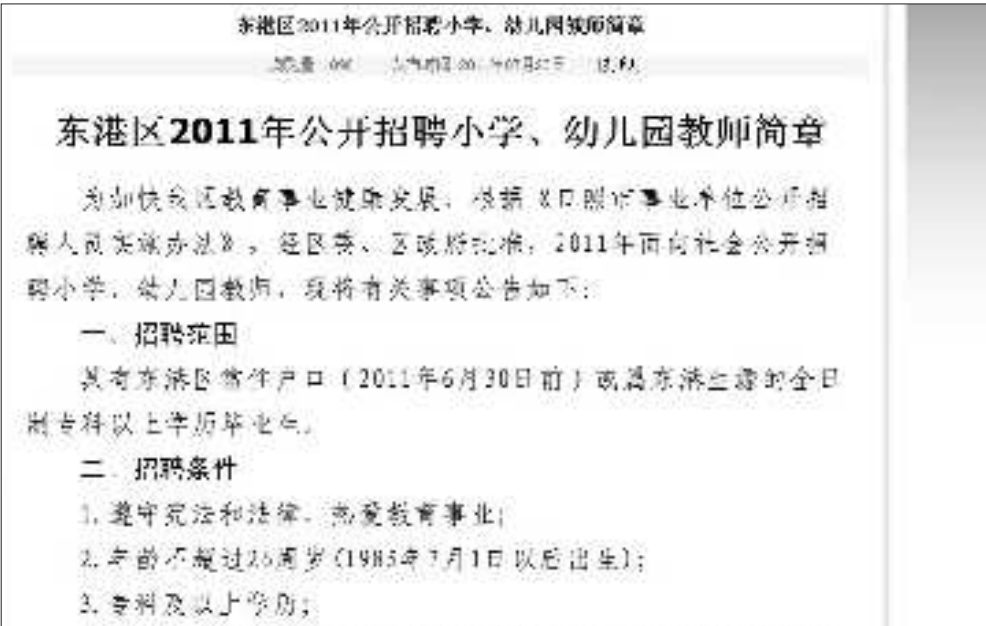 东港区2011年公开招聘小学、幼儿园教师简章
东港区2011年公开招聘小学、幼儿园教师简章
为加快我区教育事业健康发展，根据《日照市事业单位公开招
聘人员实施办法》，经区委、区政府批准，2011年面向社会公开招
聘小学、幼儿园教师，现将有关事项公告如下：
一、招聘范围
具有东港区常住户口（2011年6月30日前）或属东港生源的全日
制专科以上学历毕业生。
二、招聘条件
1.遵守宪法和法律，热爱教育事业；
2.年龄不超过26周岁(1985年7月1日以后出生)；
3.专科及以上学历；